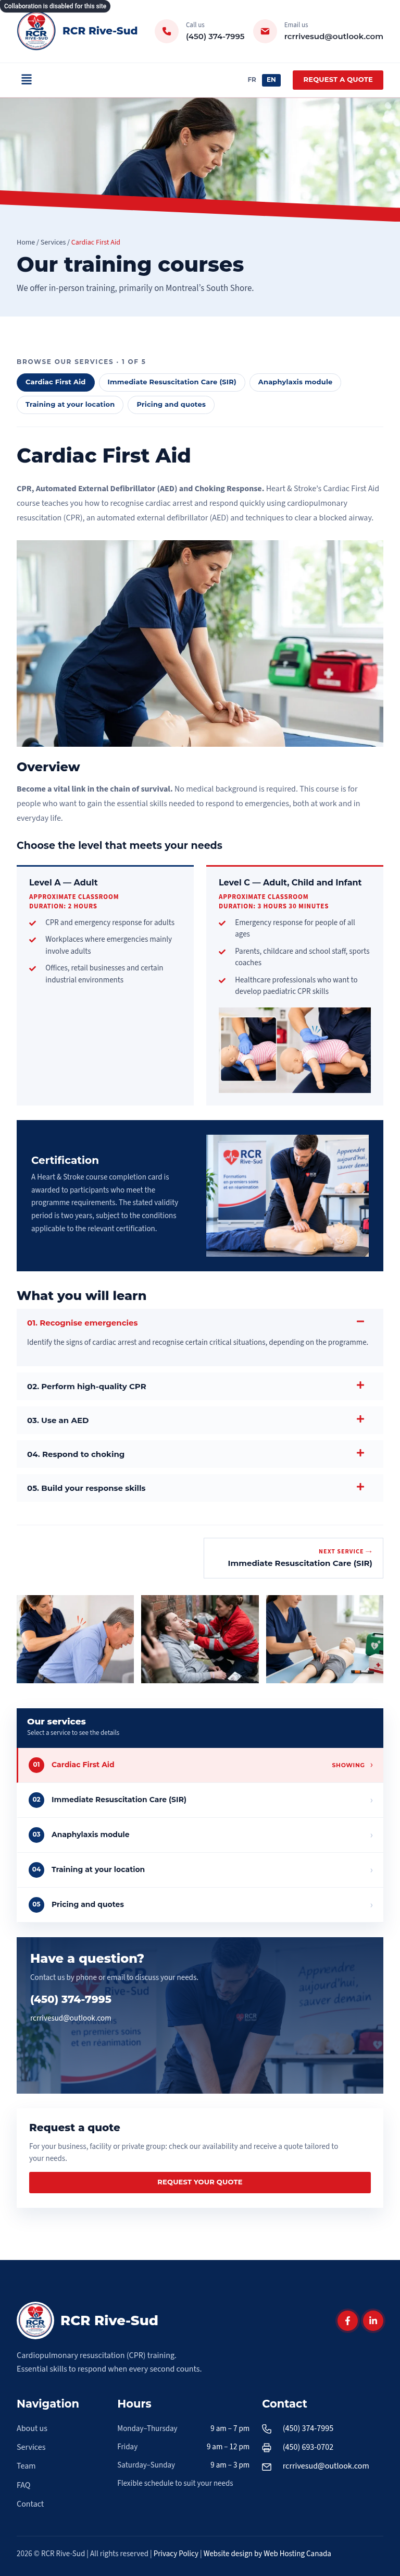 Collaboration is disabled for this site
RCR Rive-Sud
Call us
(450) 374-7995
Email us
rcrrivesud@outlook.com
FR
EN
REQUEST A QUOTE
Home / Services / Cardiac First Aid
Our training courses
We offer in-person training, primarily on Montreal's South Shore.
BROWSE OUR SERVICES · 1 OF 5
Cardiac First Aid
Immediate Resuscitation Care (SIR)
Anaphylaxis module
Training at your location
Pricing and quotes
Cardiac First Aid
CPR, Automated External Defibrillator (AED) and Choking Response. Heart & Stroke's Cardiac First Aid
course teaches you how to recognise cardiac arrest and respond quickly using cardiopulmonary
resuscitation (CPR), an automated external defibrillator (AED) and techniques to clear a blocked airway.
Overview
Become a vital link in the chain of survival. No medical background is required. This course is for
people who want to gain the essential skills needed to respond to emergencies, both at work and in
everyday life.
Choose the level that meets your needs
Level A — Adult
APPROXIMATE CLASSROOM
DURATION: 2 HOURS
CPR and emergency response for adults
Workplaces where emergencies mainly
involve adults
Offices, retail businesses and certain
industrial environments
Level C — Adult, Child and Infant
APPROXIMATE CLASSROOM
DURATION: 3 HOURS 30 MINUTES
Emergency response for people of all
ages
Parents, childcare and school staff, sports
coaches
Healthcare professionals who want to
develop paediatric CPR skills
Certification
A Heart & Stroke course completion card is
awarded to participants who meet the
programme requirements. The stated validity
period is two years, subject to the conditions
applicable to the relevant certification.
RCR
Rive-Sud
Formations
en premiers soins
et en réanimation
Apprendre
aujourd'hui,
sauver demain
What you will learn
01. Recognise emergencies
Identify the signs of cardiac arrest and recognise certain critical situations, depending on the programme.
02. Perform high-quality CPR
03. Use an AED
04. Respond to choking
05. Build your response skills
NEXT SERVICE →
Immediate Resuscitation Care (SIR)
Our services
Select a service to see the details
01
Cardiac First Aid
SHOWING ›
02
Immediate Resuscitation Care (SIR)
03
Anaphylaxis module
04
Training at your location
05
Pricing and quotes
Have a question?
Contact us by phone or email to discuss your needs.
(450) 374-7995
rcrrivesud@outlook.com
Request a quote
For your business, facility or private group: check our availability and receive a quote tailored to
your needs.
REQUEST YOUR QUOTE
RCR Rive-Sud
Cardiopulmonary resuscitation (CPR) training.
Essential skills to respond when every second counts.
Navigation
About us
Services
Team
FAQ
Contact
Hours
Monday–Thursday 9 am – 7 pm
Friday 9 am – 12 pm
Saturday–Sunday 9 am – 3 pm
Flexible schedule to suit your needs
Contact
(450) 374-7995
(450) 693-0702
rcrrivesud@outlook.com
2026 © RCR Rive-Sud | All rights reserved | Privacy Policy | Website design by Web Hosting Canada